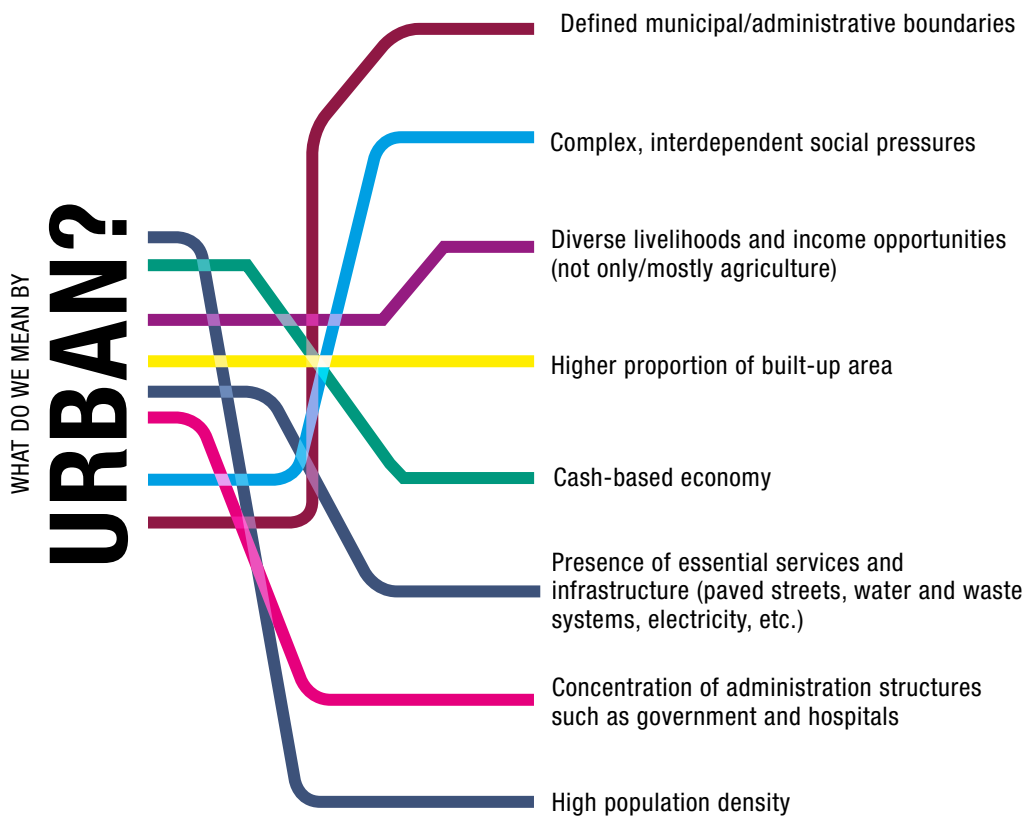 WHAT DO WE MEAN BY
URBAN?
Defined municipal/administrative boundaries
Complex, interdependent social pressures
Diverse livelihoods and income opportunities
(not only/mostly agriculture)
Higher proportion of built-up area
Cash-based economy
Presence of essential services and
infrastructure (paved streets, water and waste
systems, electricity, etc.)
Concentration of administration structures
such as government and hospitals
High population density